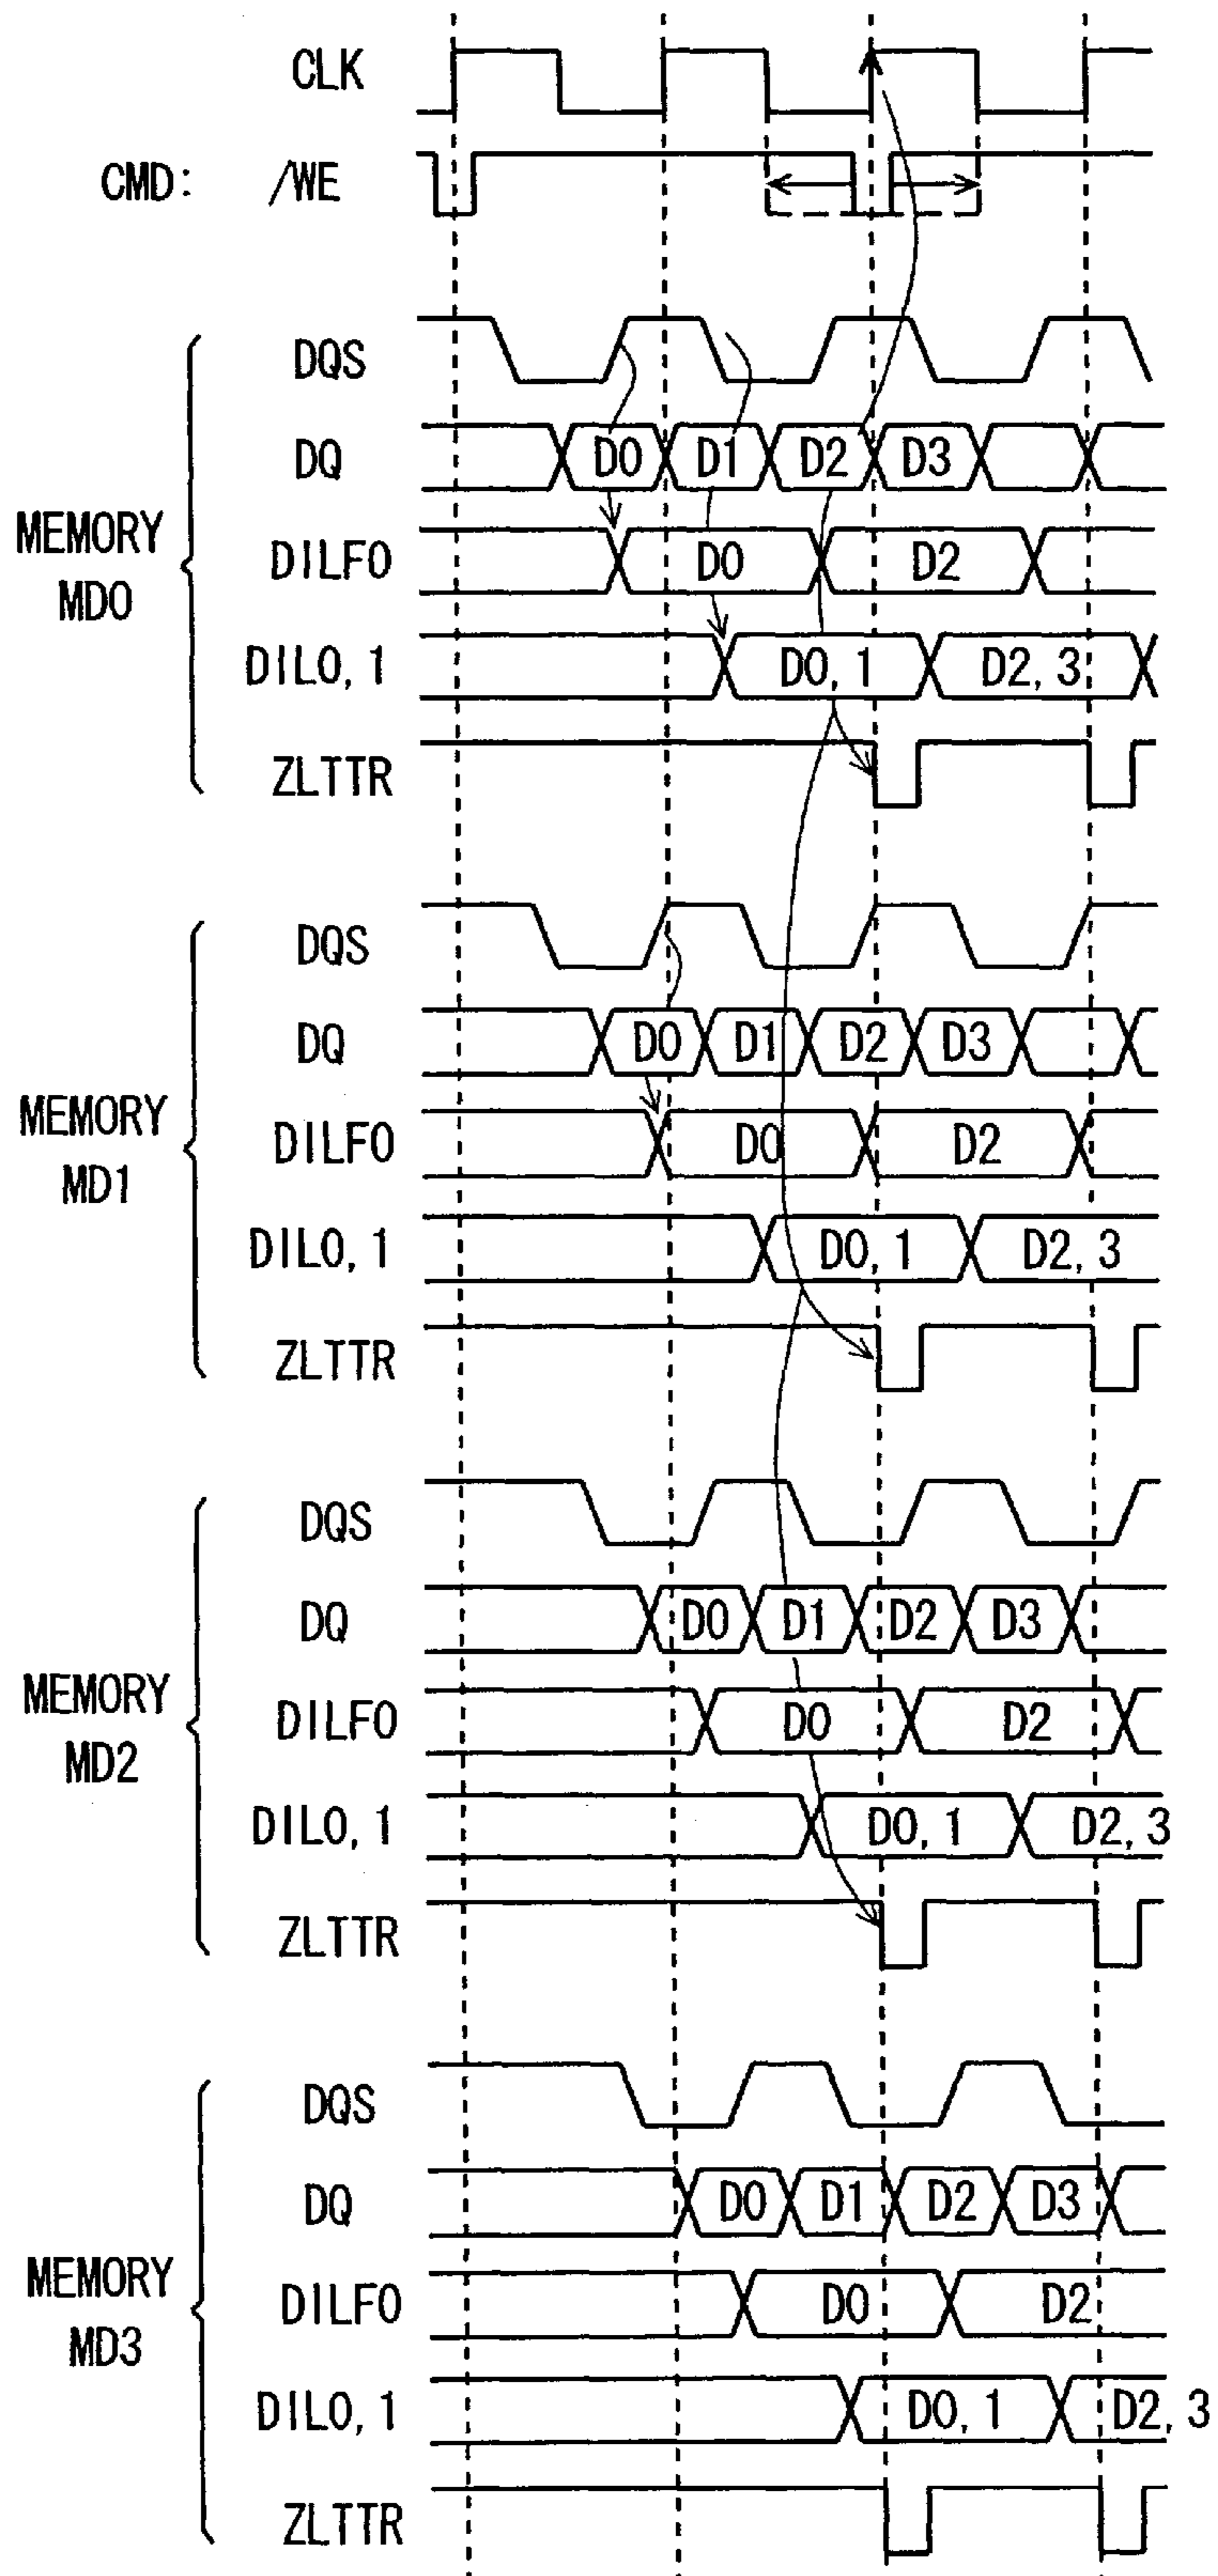 CLK
CMD: /WE
MEMORY MD0
DQS
DQ D0 D1 D2 D3
DILF0 D0 D2
DIL0, 1 D0, 1 D2, 3
ZLTTR
MEMORY MD1
DQS
DQ D0 D1 D2 D3
DILF0 D0 D2
DIL0, 1 D0, 1 D2, 3
ZLTTR
MEMORY MD2
DQS
DQ D0 D1 D2 D3
DILF0 D0 D2
DIL0, 1 D0, 1 D2, 3
ZLTTR
MEMORY MD3
DQS
DQ D0 D1 D2 D3
DILF0 D0 D2
DIL0, 1 D0, 1 D2, 3
ZLTTR